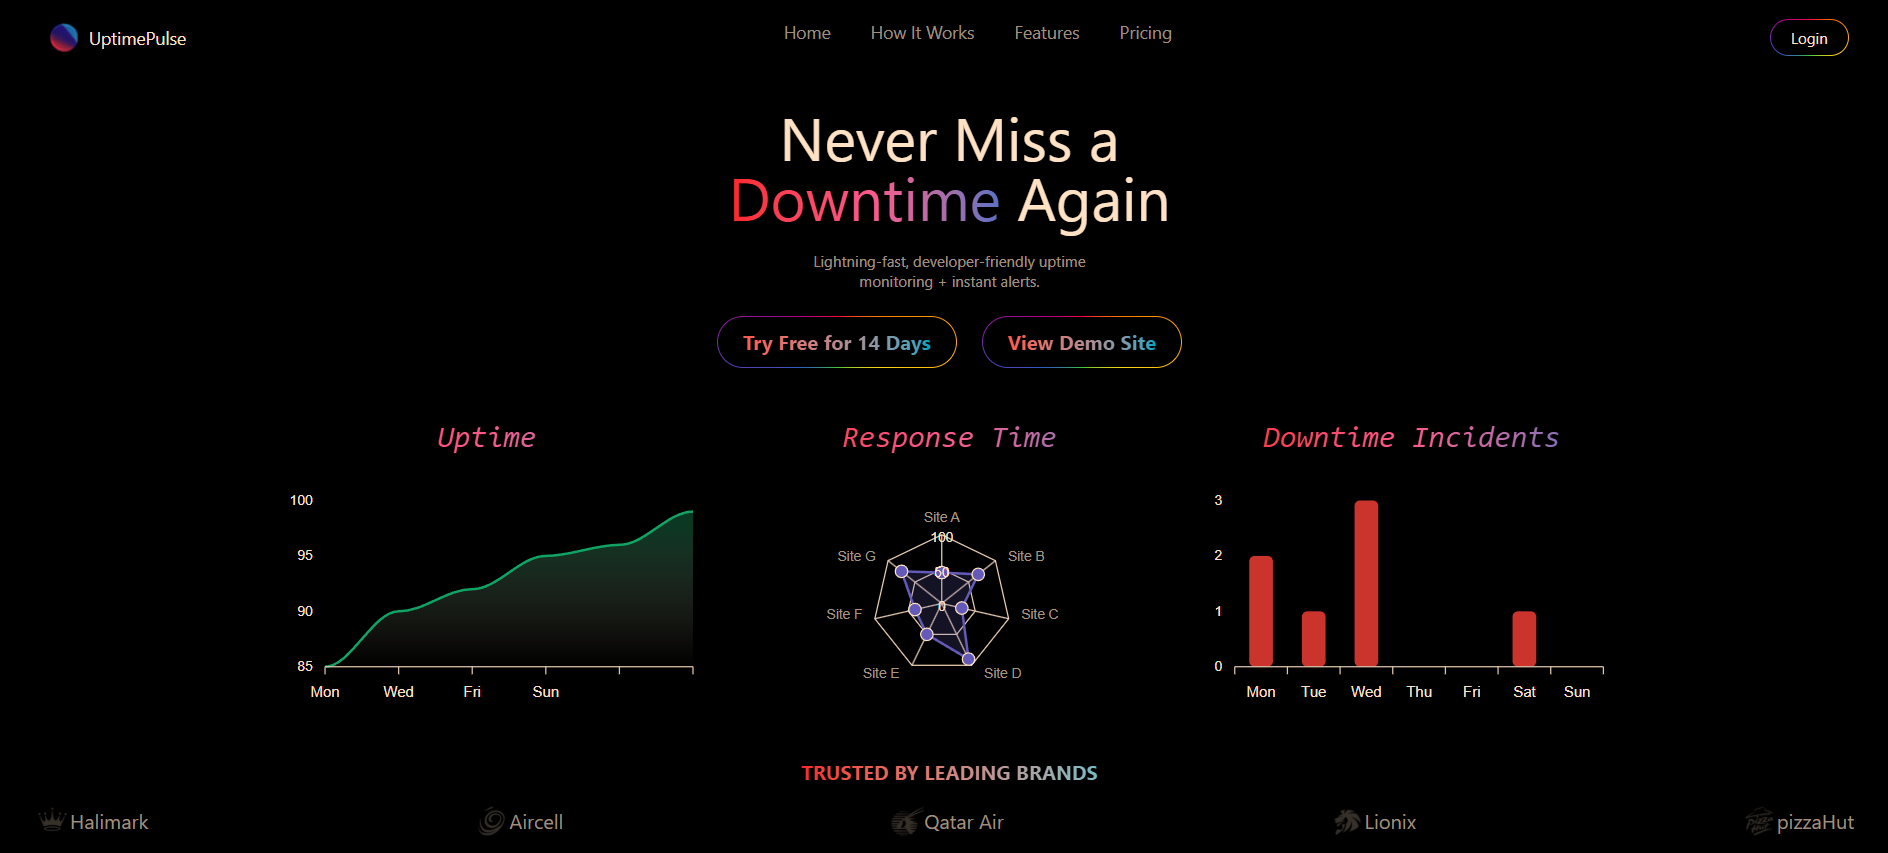 UptimePulse
Home
How It Works
Features
Pricing
Login
Never Miss a
Downtime Again
Lightning-fast, developer-friendly uptime
monitoring + instant alerts.
Try Free for 14 Days
View Demo Site
Uptime
100
95
90
85
Mon
Wed
Fri
Sun
Response Time
Site A
100
Site G
Site B
50
0
Site F
Site C
Site E
Site D
Downtime Incidents
3
2
1
0
Mon
Tue
Wed
Thu
Fri
Sat
Sun
TRUSTED BY LEADING BRANDS
Halimark
Aircell
Qatar Air
Lionix
pizzaHut